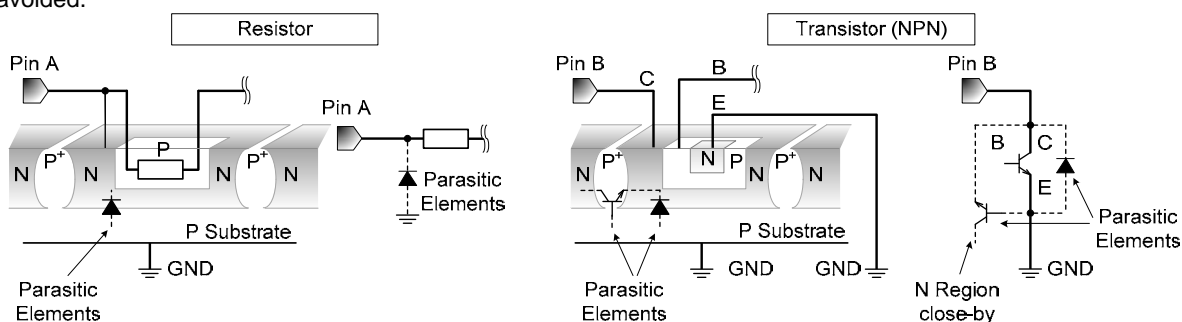 avoided.
Resistor
Transistor (NPN)
Pin A
Pin A
N
P+
N
P
N
P+
N
Parasitic
Elements
P Substrate
GND
Parasitic
Elements
Pin B
C
B
E
N
P+
N
N
P
N
P+
N
P Substrate
GND
GND
Parasitic
Elements
Pin B
B
C
E
Parasitic
Elements
GND
N Region
close-by